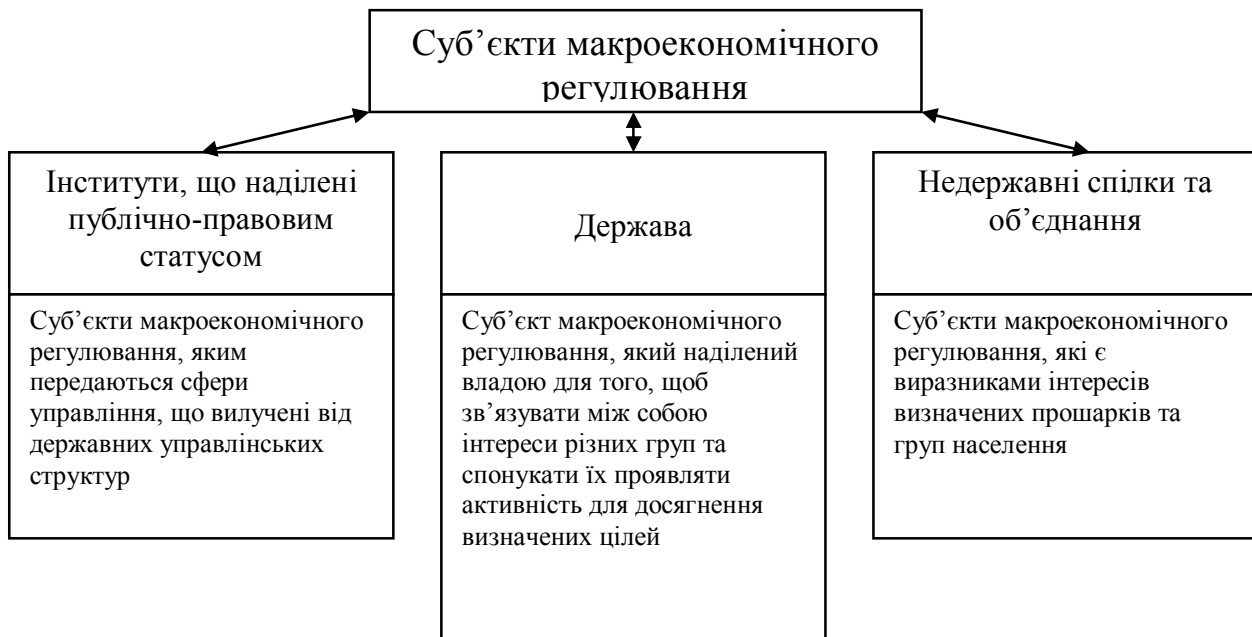 Суб’єкти макроекономічного
регулювання
Інститути, що наділені
публічно-правовим
статусом
Суб’єкти макроекономічного
регулювання, яким
передаються сфери
управління, що вилучені від
державних управлінських
структур
Держава
Суб’єкт макроекономічного
регулювання, який наділений
владою для того, щоб
зв’язувати між собою
інтереси різних груп та
спонукати їх проявляти
активність для досягнення
визначених цілей
Недержавні спілки та
об’єднання
Суб’єкти макроекономічного
регулювання, які є
виразниками інтересів
визначених прошарків та
груп населення